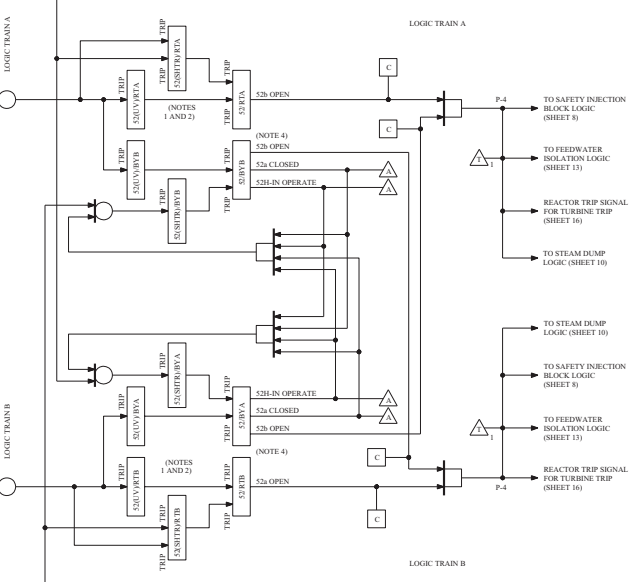 LOGIC TRAIN A
LOGIC TRAIN A
TRIP
TRIP
52(SHTR)/RTA
TRIP
52(UV)/RTA
TRIP
52/RTA
TRIP
(NOTES
1 AND 2)
52b OPEN
C
C
P-4
TO SAFETY INJECTION
BLOCK LOGIC
(SHEET 8)
(NOTE 4)
TRIP
52(UV)/BYB
TRIP
52/BYB
TRIP
52b OPEN
52a CLOSED
A
52H-IN OPERATE
A
TRIP
52(SHTR)/BYB
T
1
TO FEEDWATER
ISOLATION LOGIC
(SHEET 13)
REACTOR TRIP SIGNAL
FOR TURBINE TRIP
(SHEET 16)
TO STEAM DUMP
LOGIC (SHEET 10)
TO STEAM DUMP
LOGIC (SHEET 10)
TO SAFETY INJECTION
BLOCK LOGIC
(SHEET 8)
TRIP
52(SHTR)/BYA
TRIP
52(UV)/BYA
TRIP
52/BYA
TRIP
52H-IN OPERATE
A
52a CLOSED
A
52b OPEN
(NOTE 4)
T
1
TO FEEDWATER
ISOLATION LOGIC
(SHEET 13)
LOGIC TRAIN B
TRIP
52(UV)/RTB
(NOTES
1 AND 2)
TRIP
52/RTB
TRIP
52a OPEN
C
C
P-4
REACTOR TRIP SIGNAL
FOR TURBINE TRIP
(SHEET 16)
TRIP
52(SHTR)/RTB
TRIP
LOGIC TRAIN B